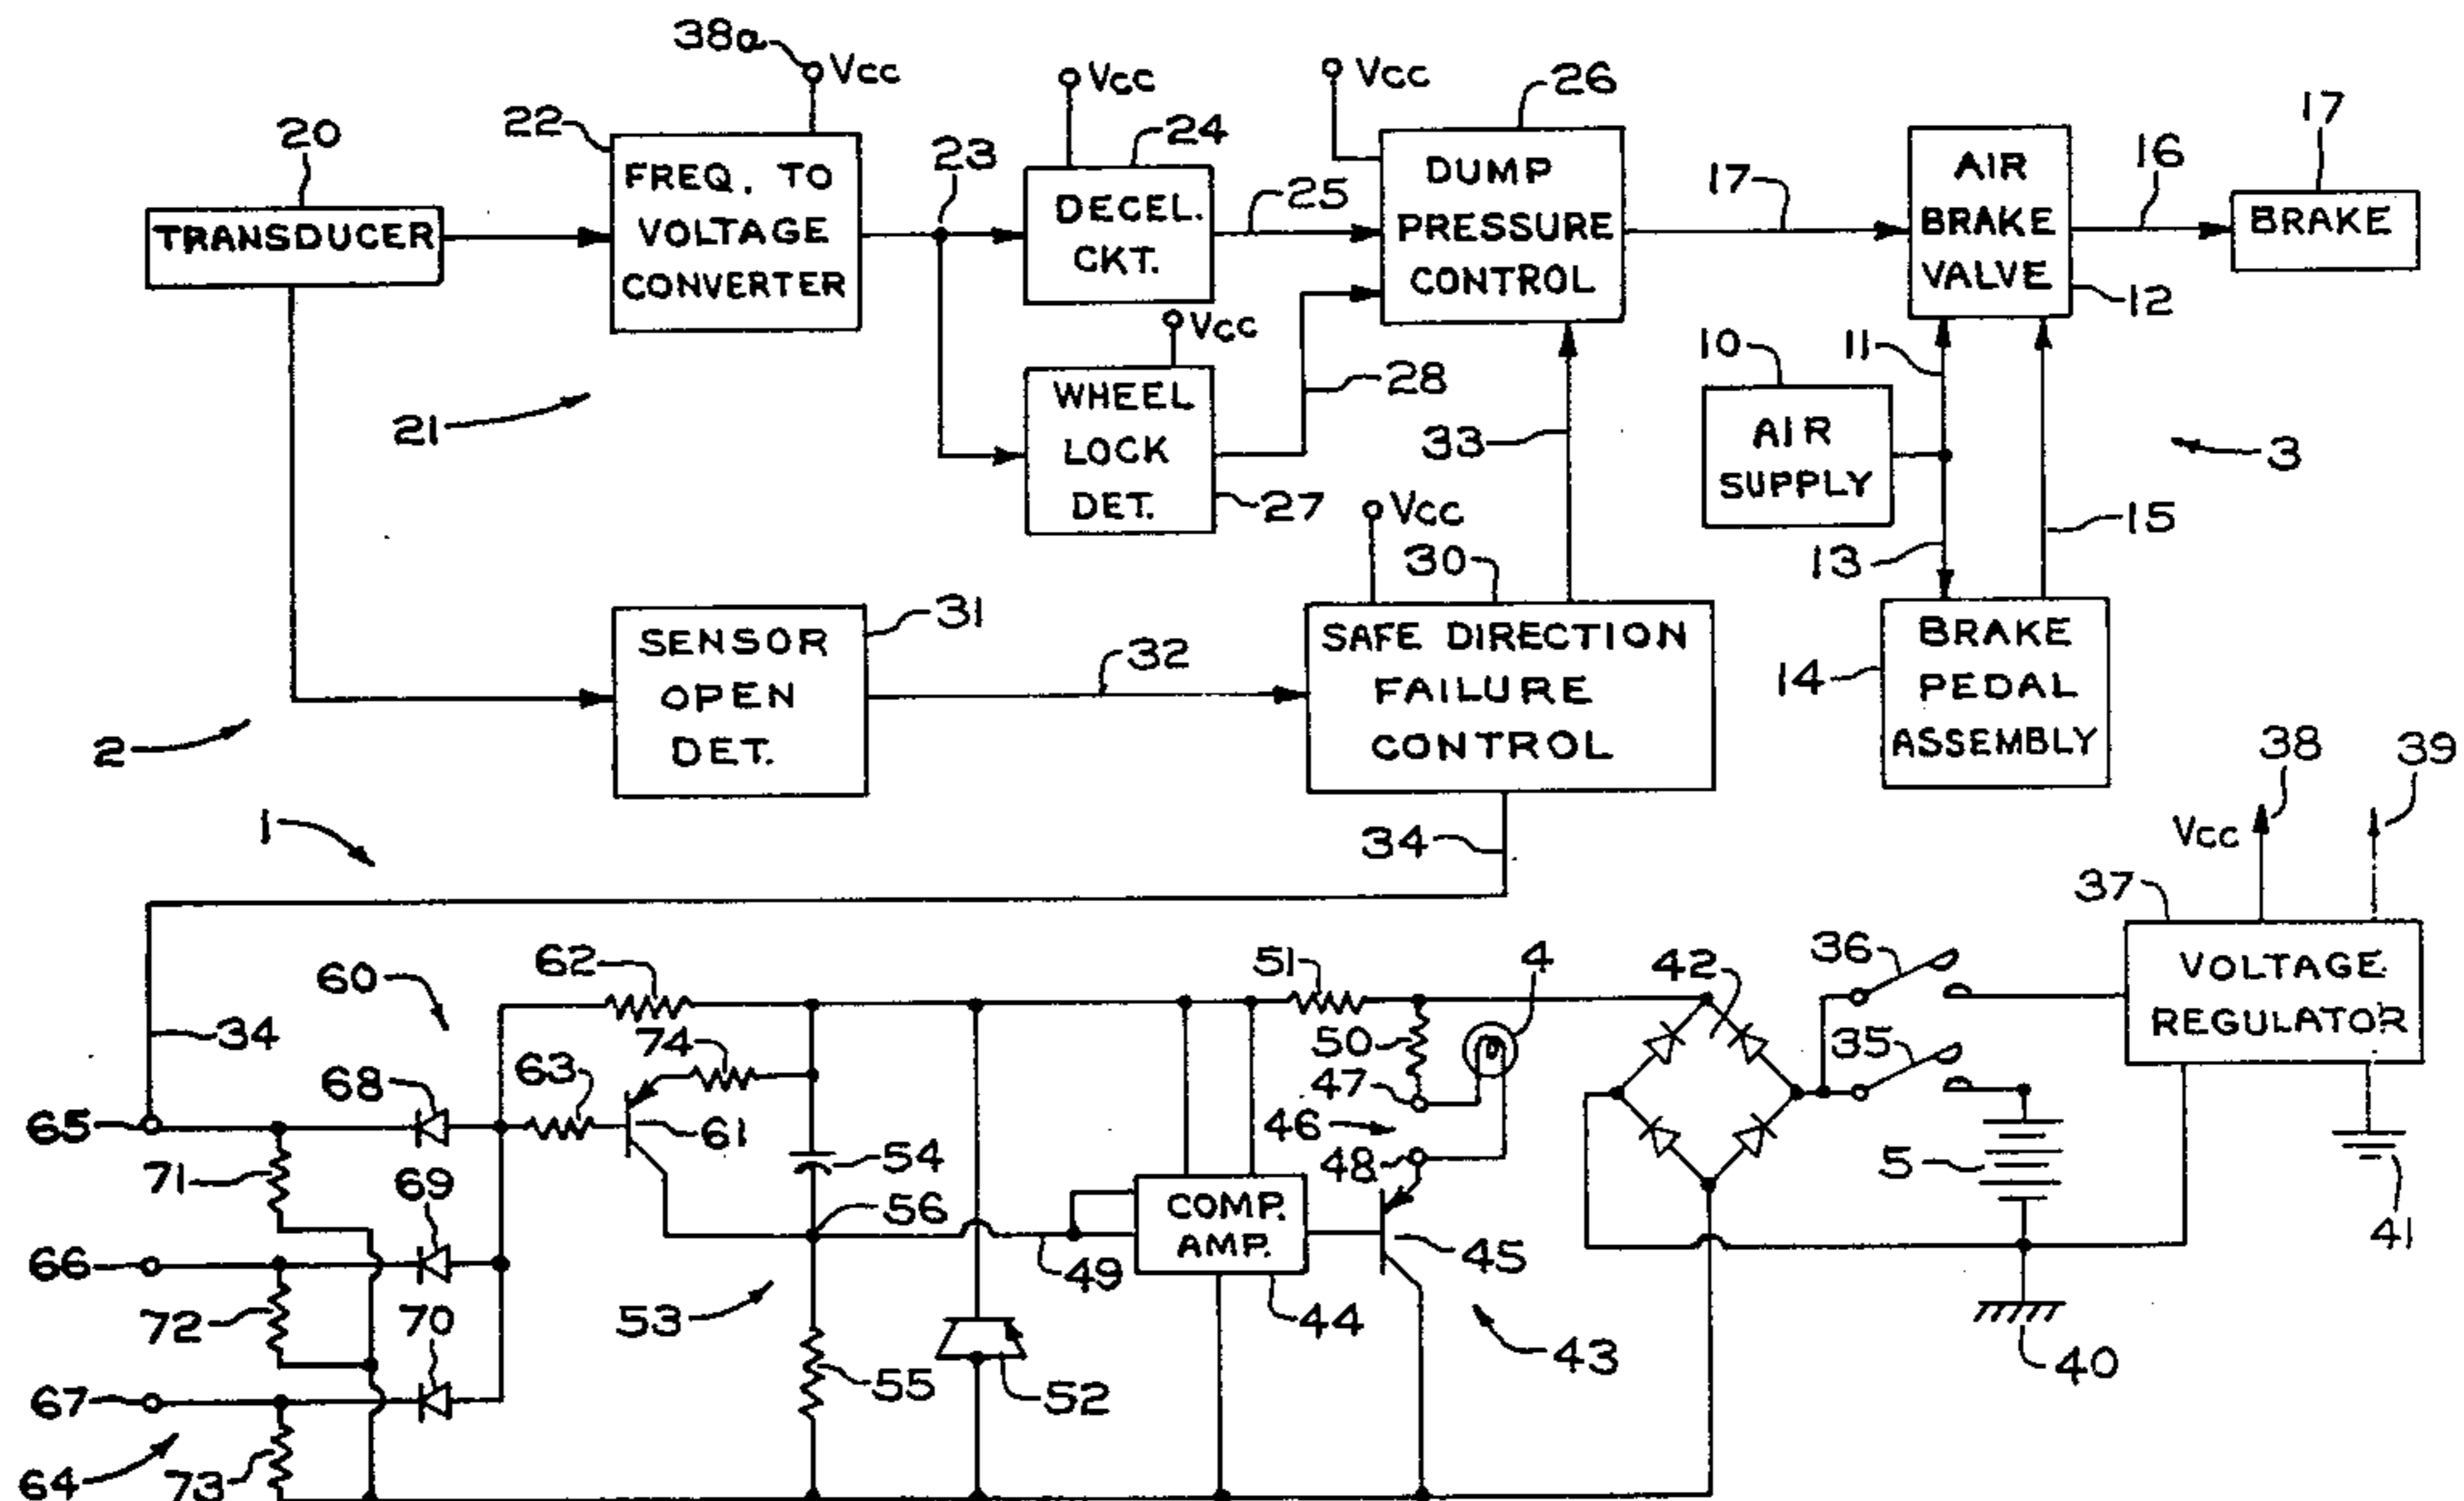 38a
Vcc
Vcc
Vcc
20
22
23
24
26
17
16
17
TRANSDUCER
FREQ. TO
VOLTAGE
CONVERTER
DECEL.
CKT.
25
DUMP
PRESSURE
CONTROL
AIR
BRAKE
VALVE
BRAKE
12
Vcc
21
WHEEL
LOCK
DET.
28
27
33
10
11
AIR
SUPPLY
3
15
13
Vcc
30
31
SENSOR
OPEN
DET.
32
SAFE DIRECTION
FAILURE
CONTROL
14
BRAKE
PEDAL
ASSEMBLY
2
1
34
38
39
Vcc
37
VOLTAGE
REGULATOR
60
62
51
4
42
36
35
34
74
50
47
68
63
61
46
65
71
54
48
5
69
56
COMP.
AMP.
45
41
66
49
72
70
53
44
43
40
67
55
52
64
73